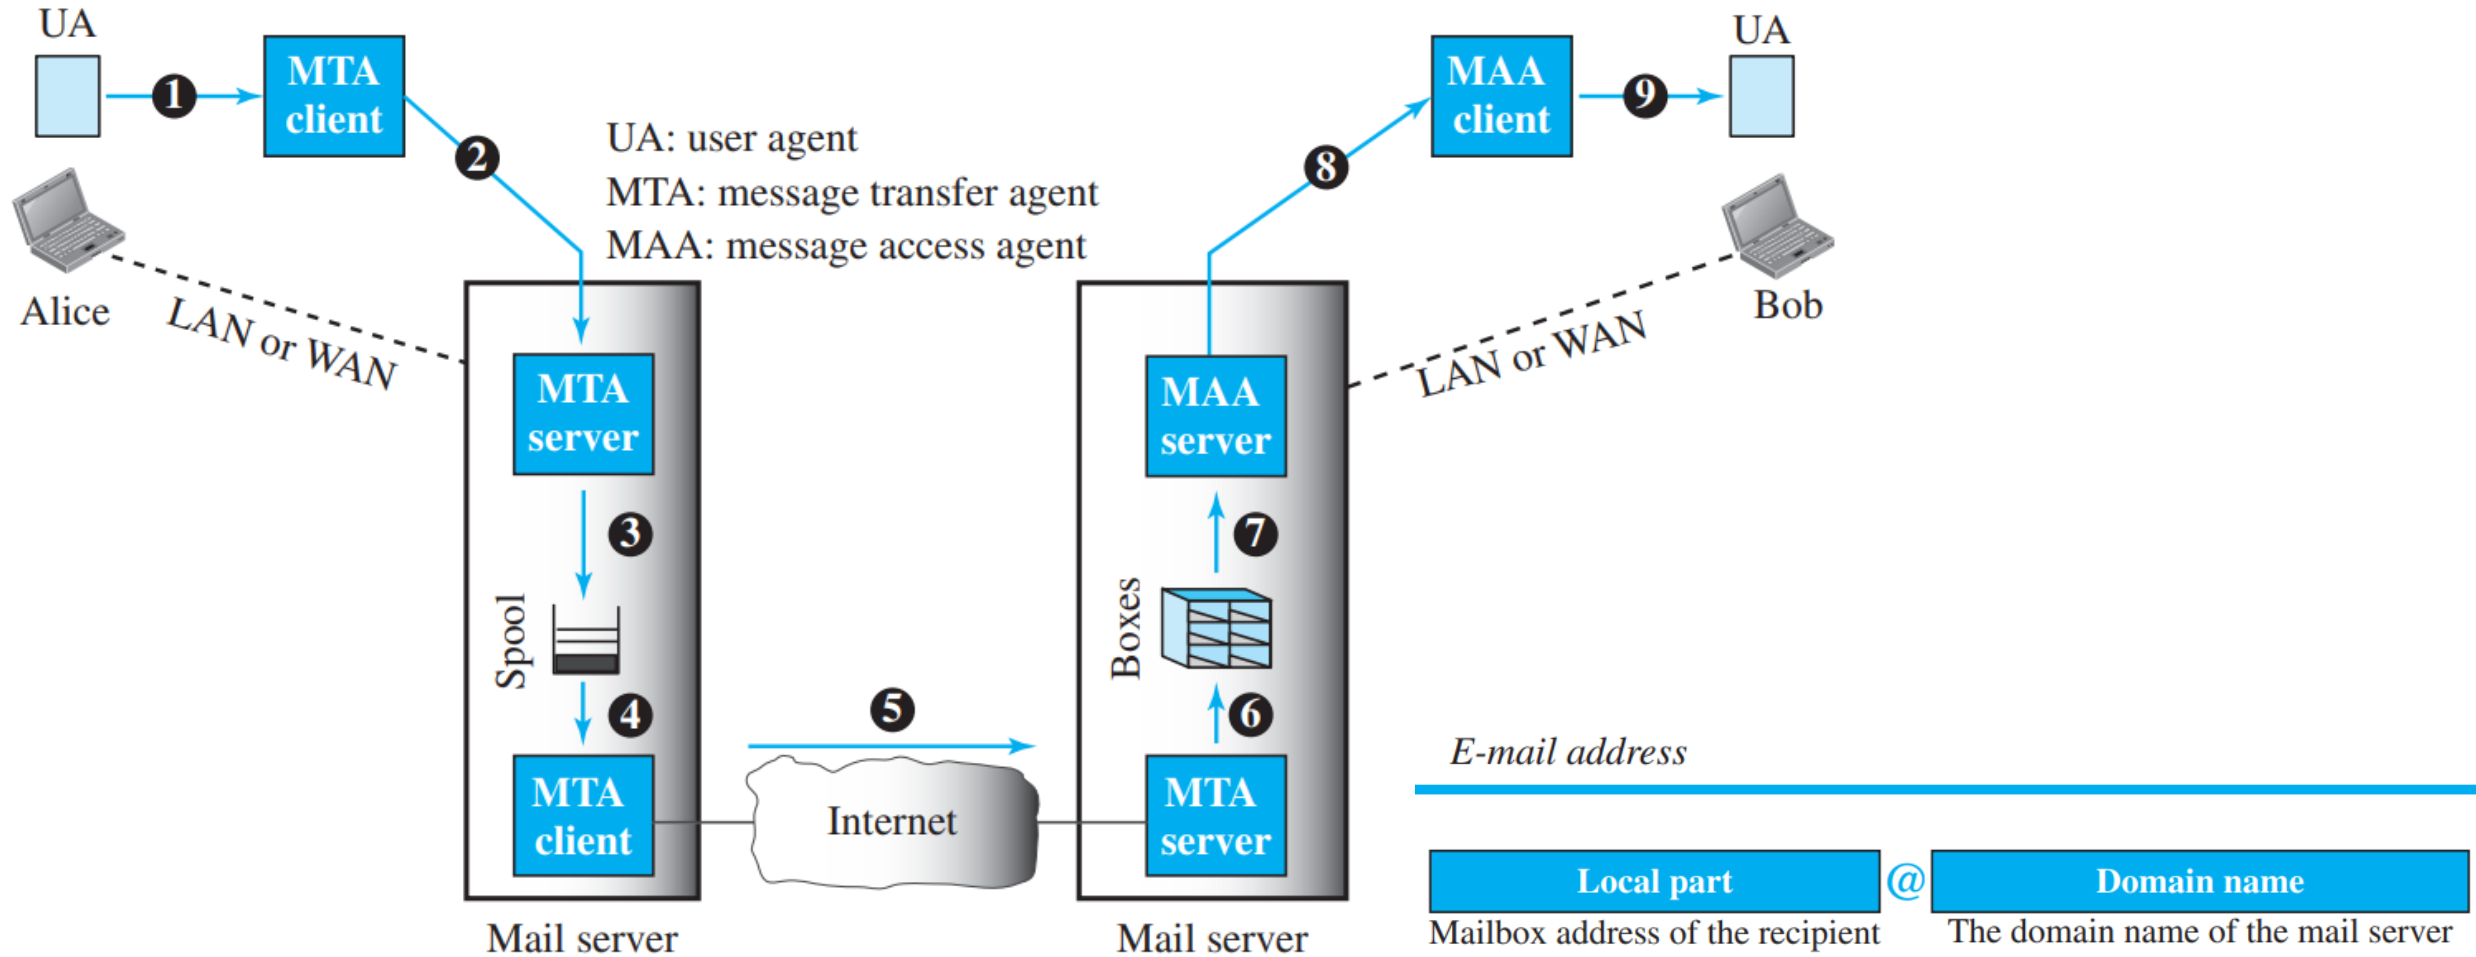 UA
MTA
client
1
2
UA: user agent
MTA: message transfer agent
MAA: message access agent
MAA
client
8
9
UA
Alice
LAN or WAN
Bob
LAN or WAN
MTA
server
3
Spool
4
MTA
client
5
Internet
MAA
server
7
Boxes
6
MTA
server
Mail server
Mail server
E-mail address
Local part @ Domain name
Mailbox address of the recipient
The domain name of the mail server